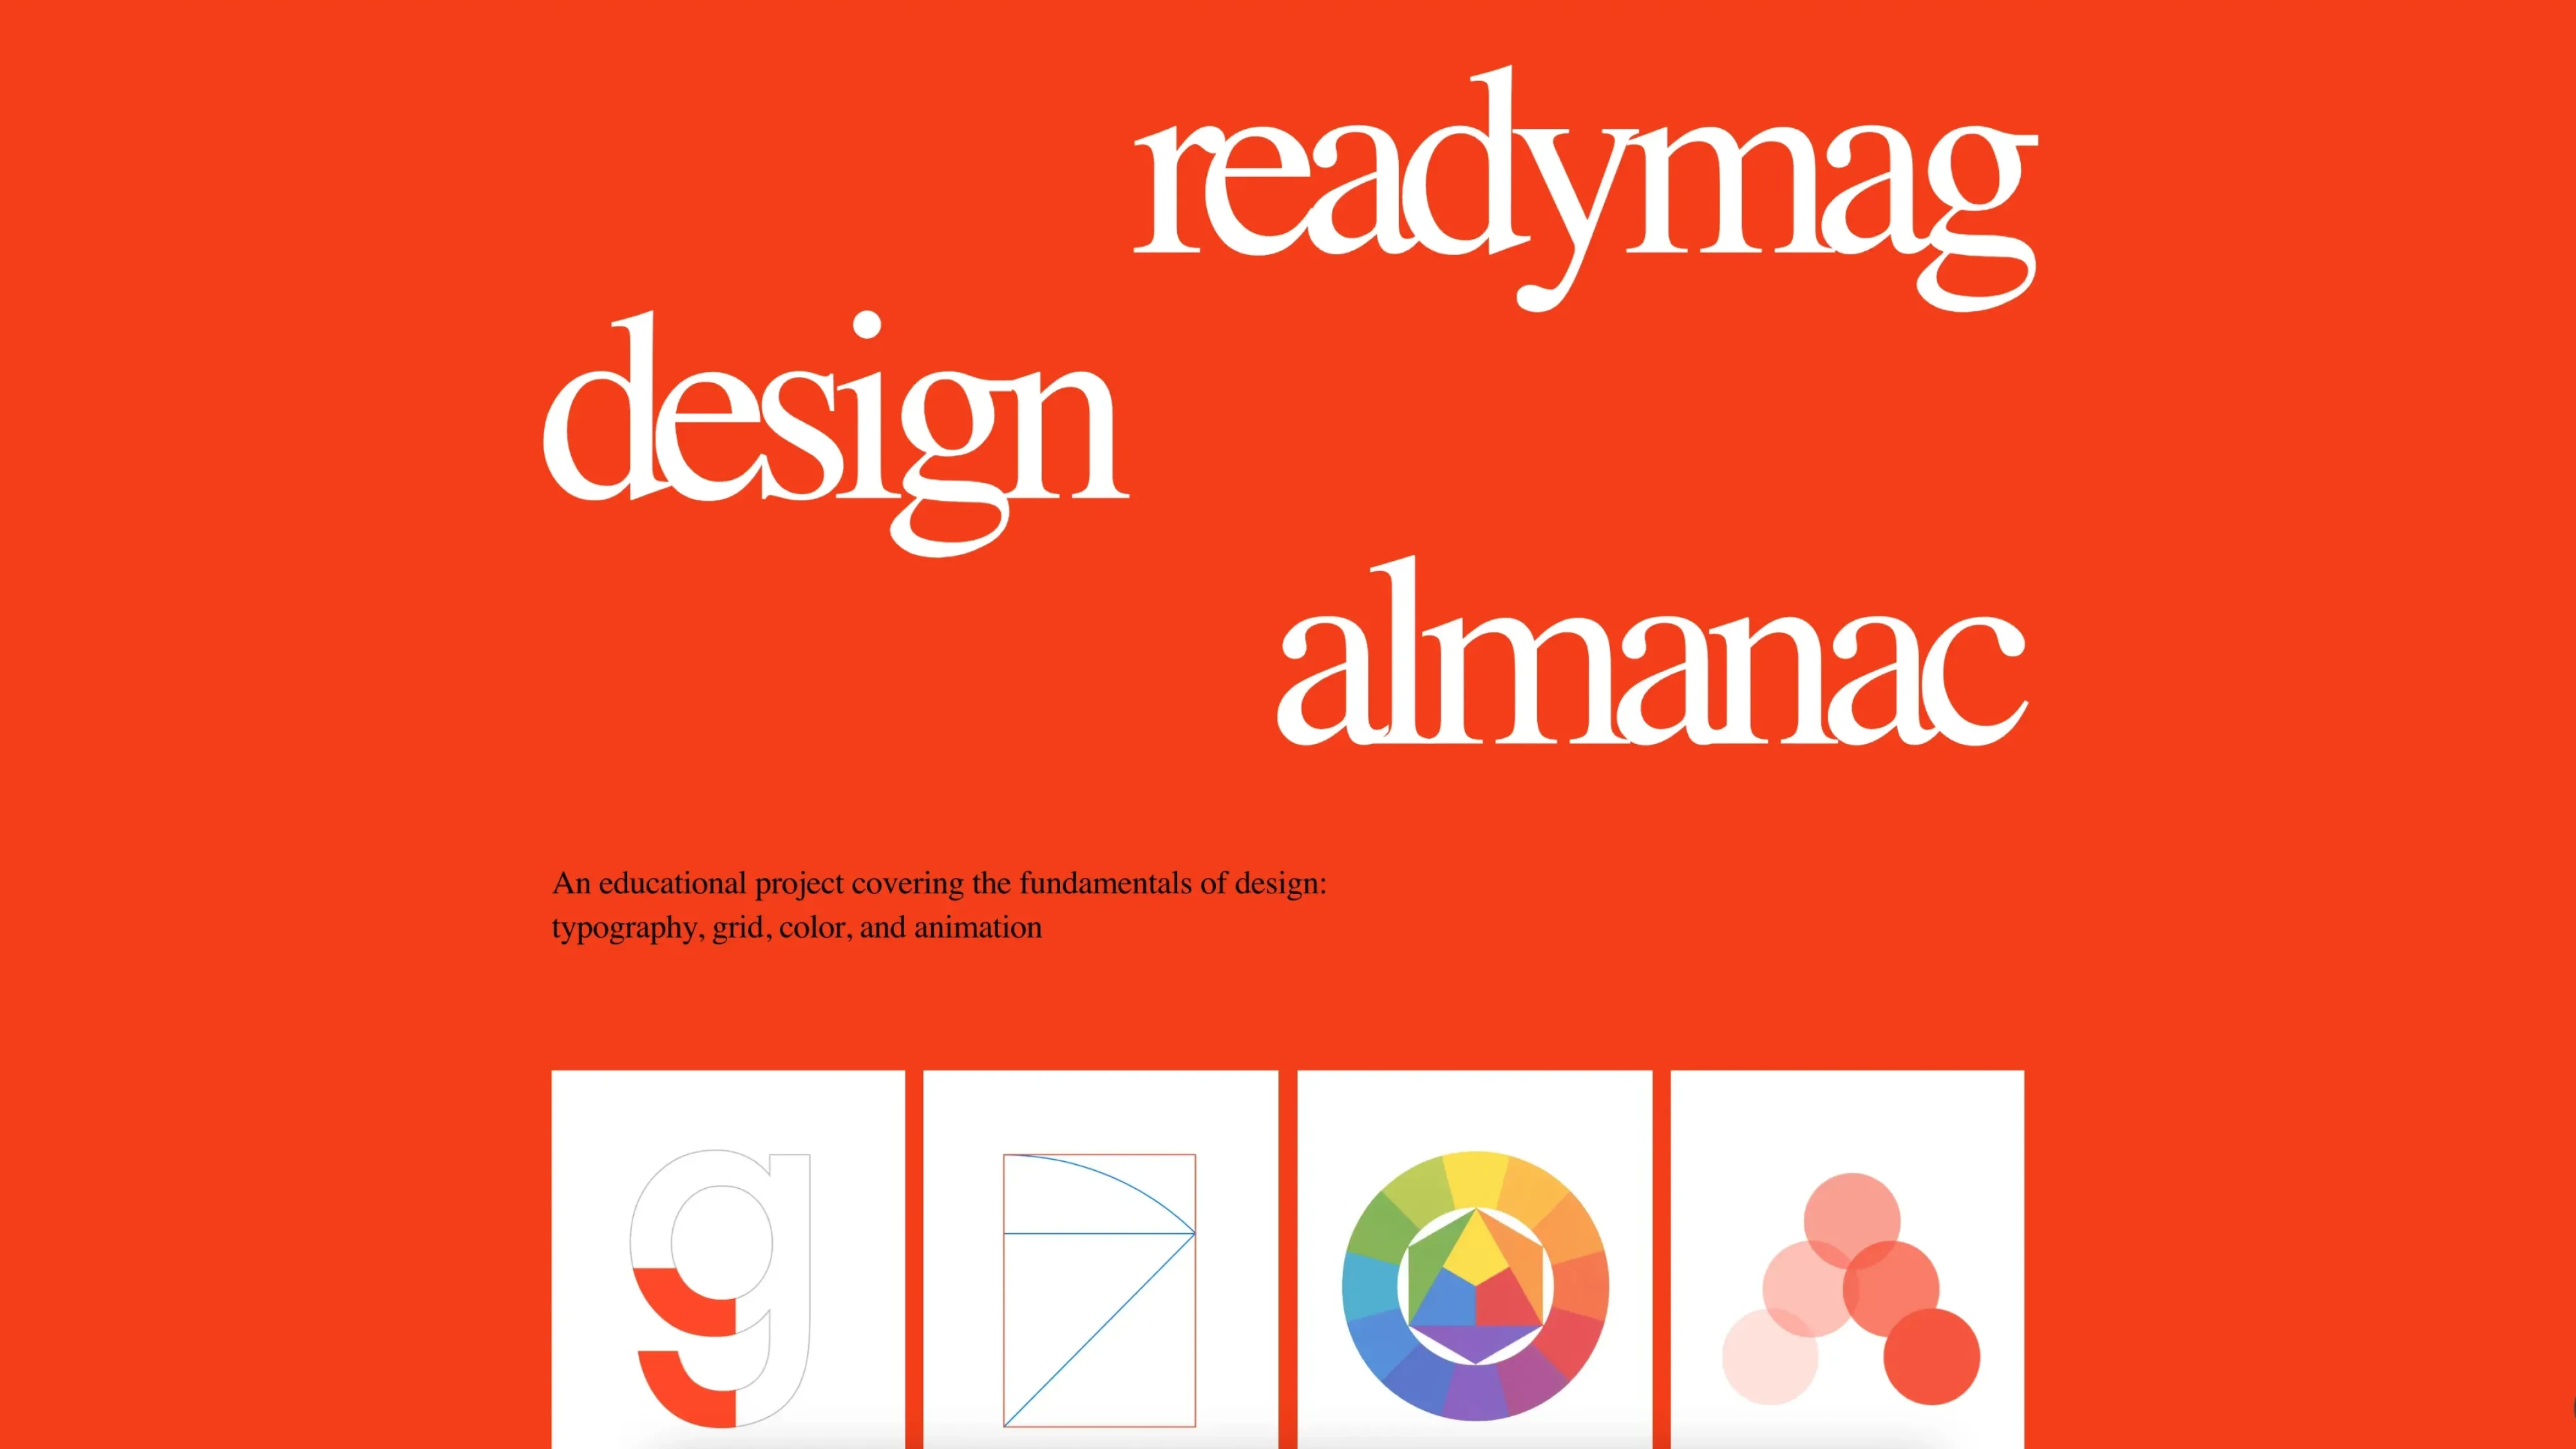 readymag
design
almanac
An educational project covering the fundamentals of design:
typography, grid, color, and animation
g